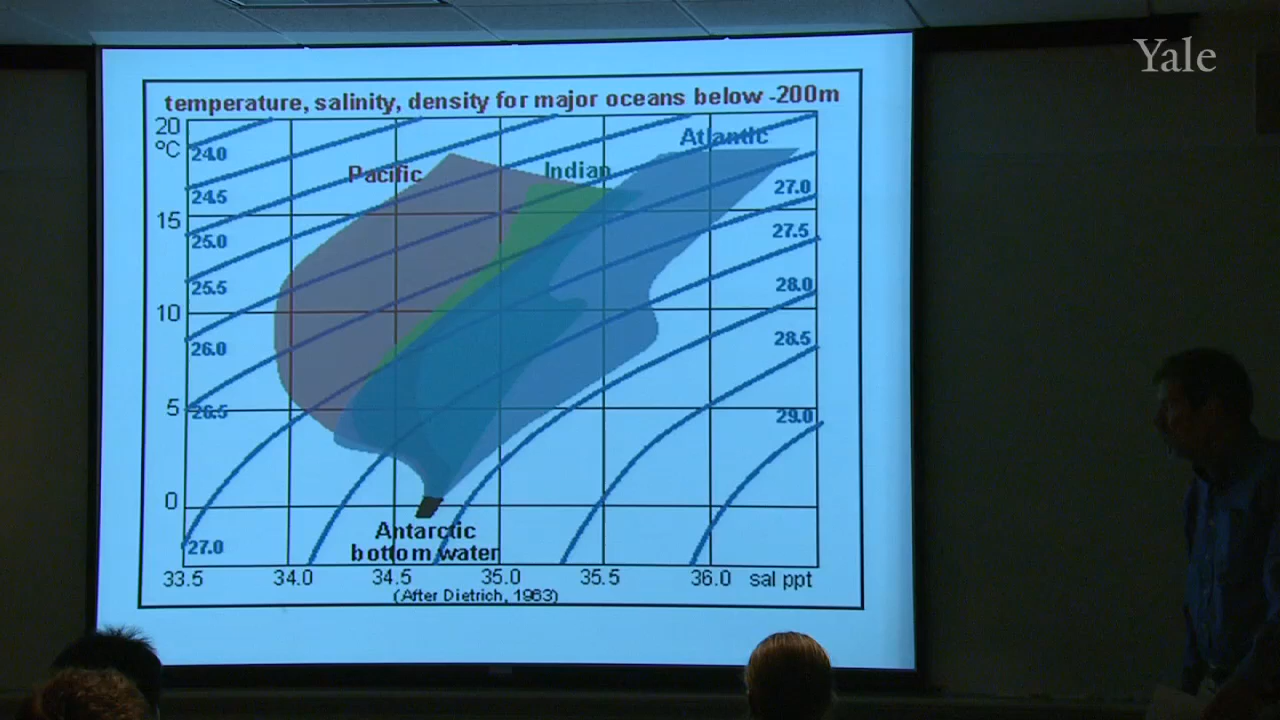 Yale
temperature, salinity, density for major oceans below -200m
20
°C
24.0
Atlantic
Pacific
Indian
24.5
27.0
15
25.0
27.5
25.5
28.0
10
26.0
28.5
5
26.5
29.0
0
Antarctic
bottom water
27.0
33.5 34.0 34.5 35.0 35.5 36.0 sal ppt
(After Dietrich, 1963)